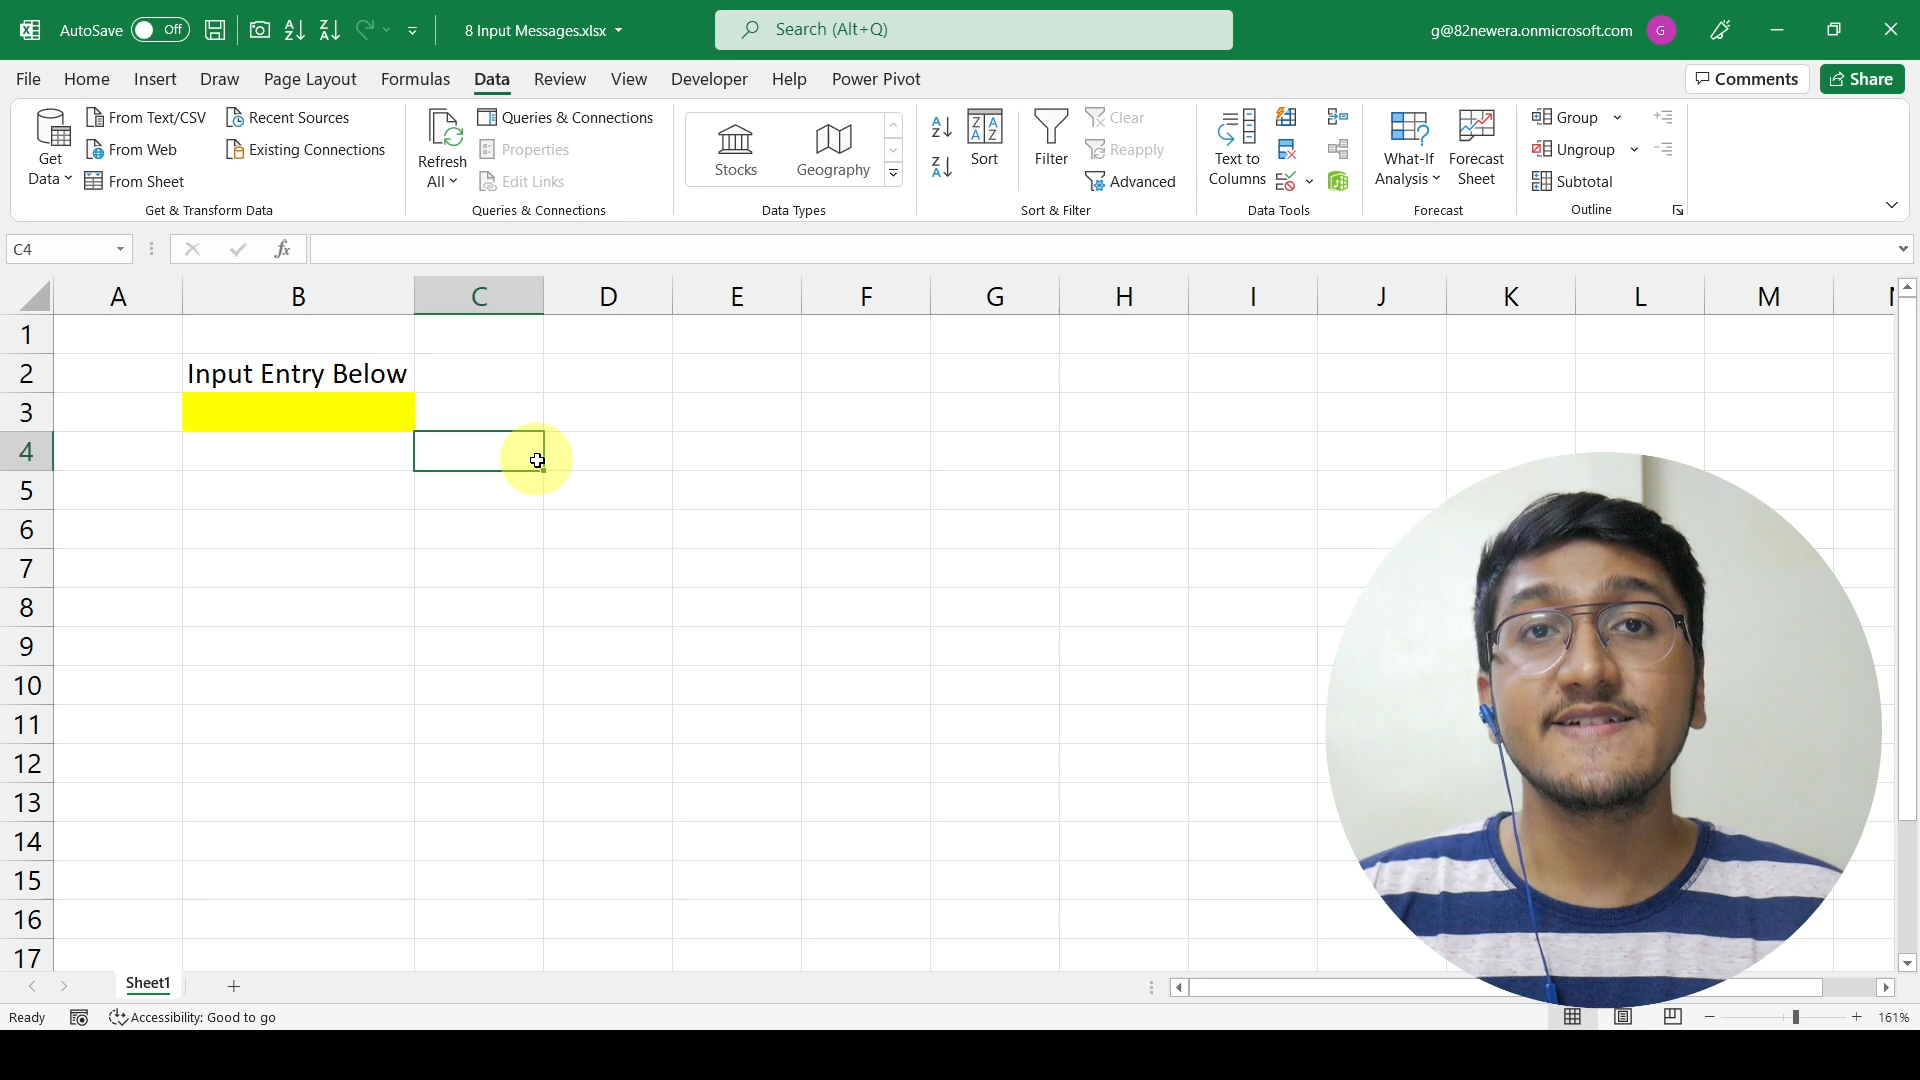 AutoSave Off 8 Input Messages.xlsx Search (Alt+Q) g@82newera.onmicrosoft.com G
File Home Insert Draw Page Layout Formulas Data Review View Developer Help Power Pivot Comments Share
Get Data
From Text/CSV
From Web
From Sheet
Recent Sources
Existing Connections
Get & Transform Data
Refresh All
Queries & Connections
Properties
Edit Links
Queries & Connections
Stocks Geography
Data Types
Sort
Filter
Clear
Reapply
Advanced
Sort & Filter
Text to Columns
Data Tools
What-If Analysis
Forecast Sheet
Forecast
Group
Ungroup
Subtotal
Outline
C4 fx
A B C D E F G H I J K L M
1
2 Input Entry Below
3
4
5
6
7
8
9
10
11
12
13
14
15
16
17
Sheet1
Ready Accessibility: Good to go 161%